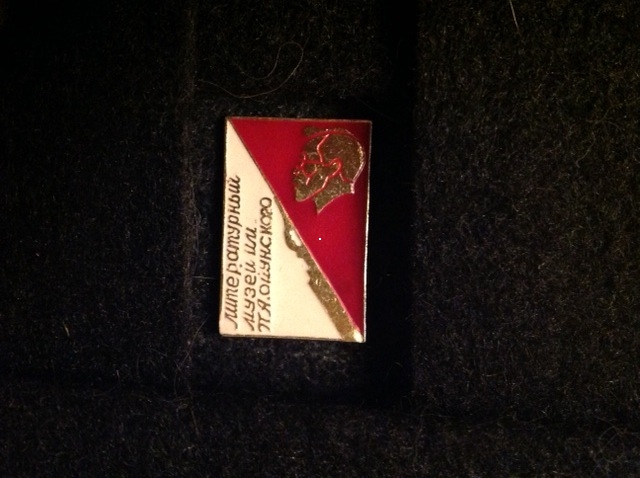 литературный
музей им.
П.А.Ойунского